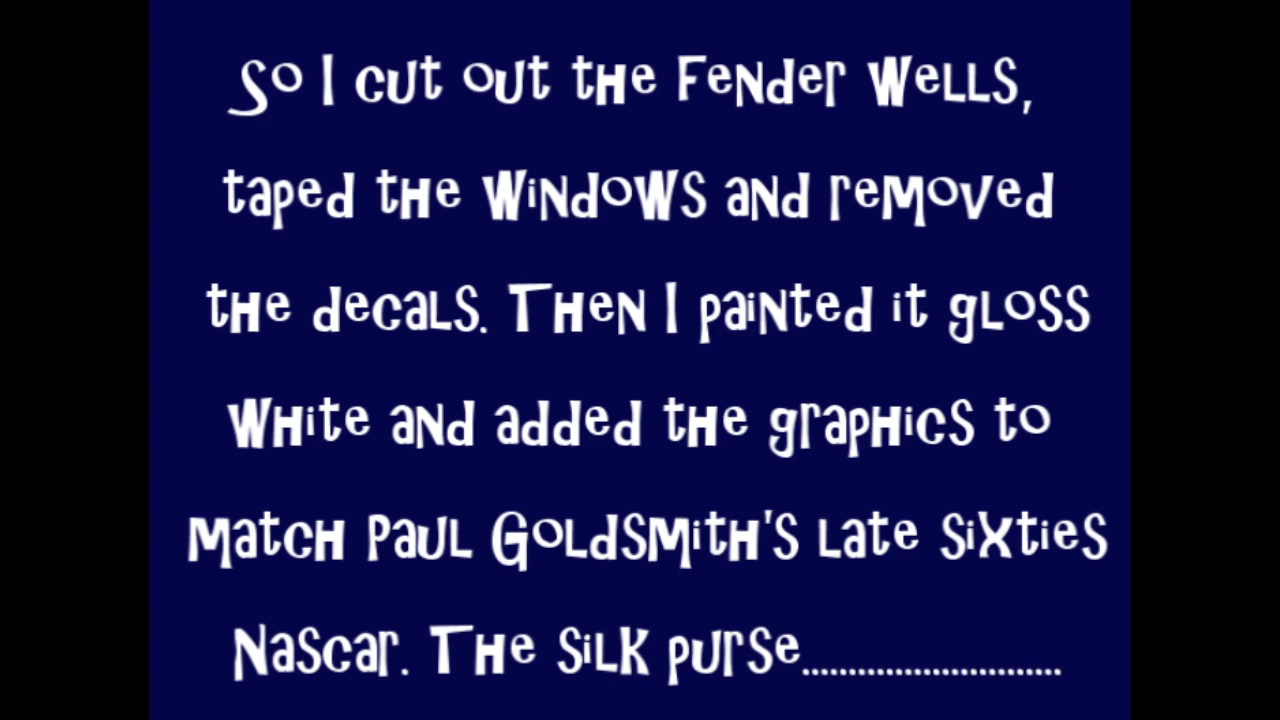 So I cut out the Fender Wells,
taped the windows and removed
the decals. Then I painted it gloss
white and added the graphics to
match Paul Goldsmith's late sixties
Nascar. The silk purse............................